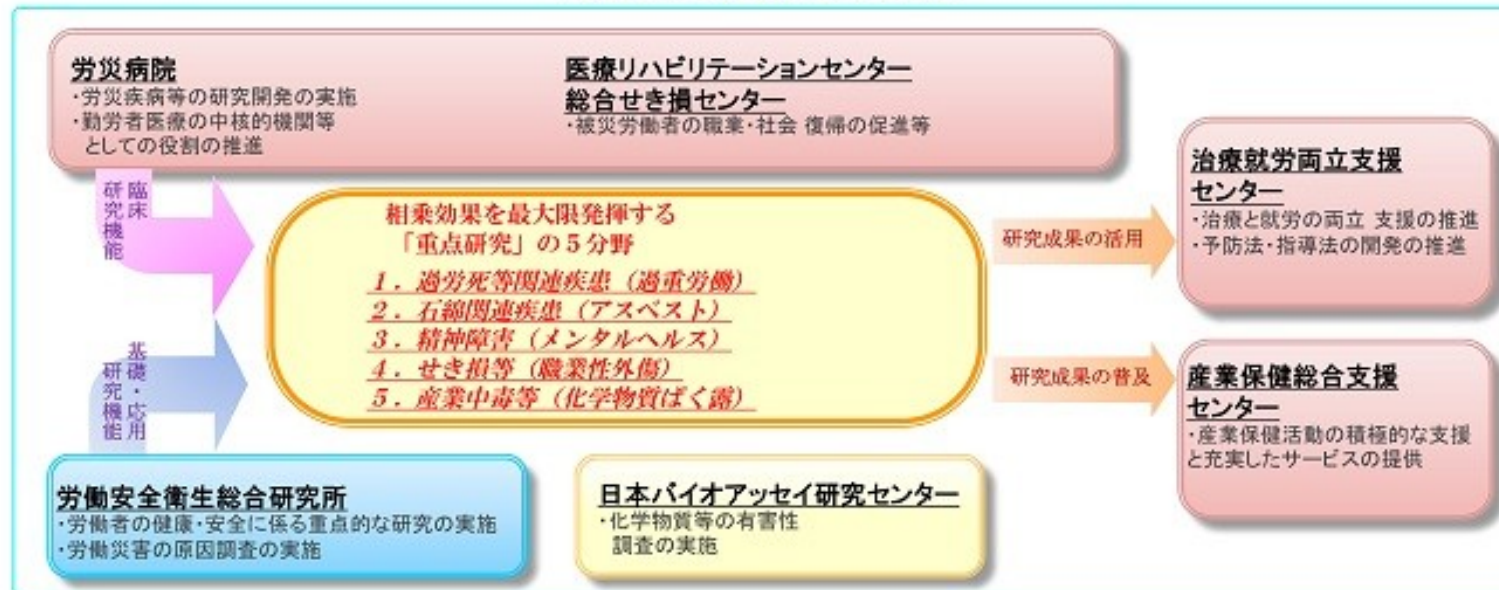 労災病院
・労災疾病等の研究開発の実施
・勤労者医療の中核的機関等
としての役割の推進
医療リハビリテーションセンター
総合せき損センター
・被災労働者の職業・社会 復帰の促進等
臨床
研究機能
基礎・応用
研究機能
相乗効果を最大限発揮する
「重点研究」の５分野
１．過労死等関連疾患（過重労働）
２．石綿関連疾患（アスベスト）
３．精神障害（メンタルヘルス）
４．せき損等（職業性外傷）
５．産業中毒等（化学物質ばく露）
研究成果の活用
研究成果の普及
治療就労両立支援
センター
・治療と就労の両立 支援の推進
・予防法・指導法の開発の推進
産業保健総合支援
センター
・産業保健活動の積極的な支援
と充実したサービスの提供
労働安全衛生総合研究所
・労働者の健康・安全に係る重点的な研究の実施
・労働災害の原因調査の実施
日本バイオアッセイ研究センター
・化学物質等の有害性
調査の実施